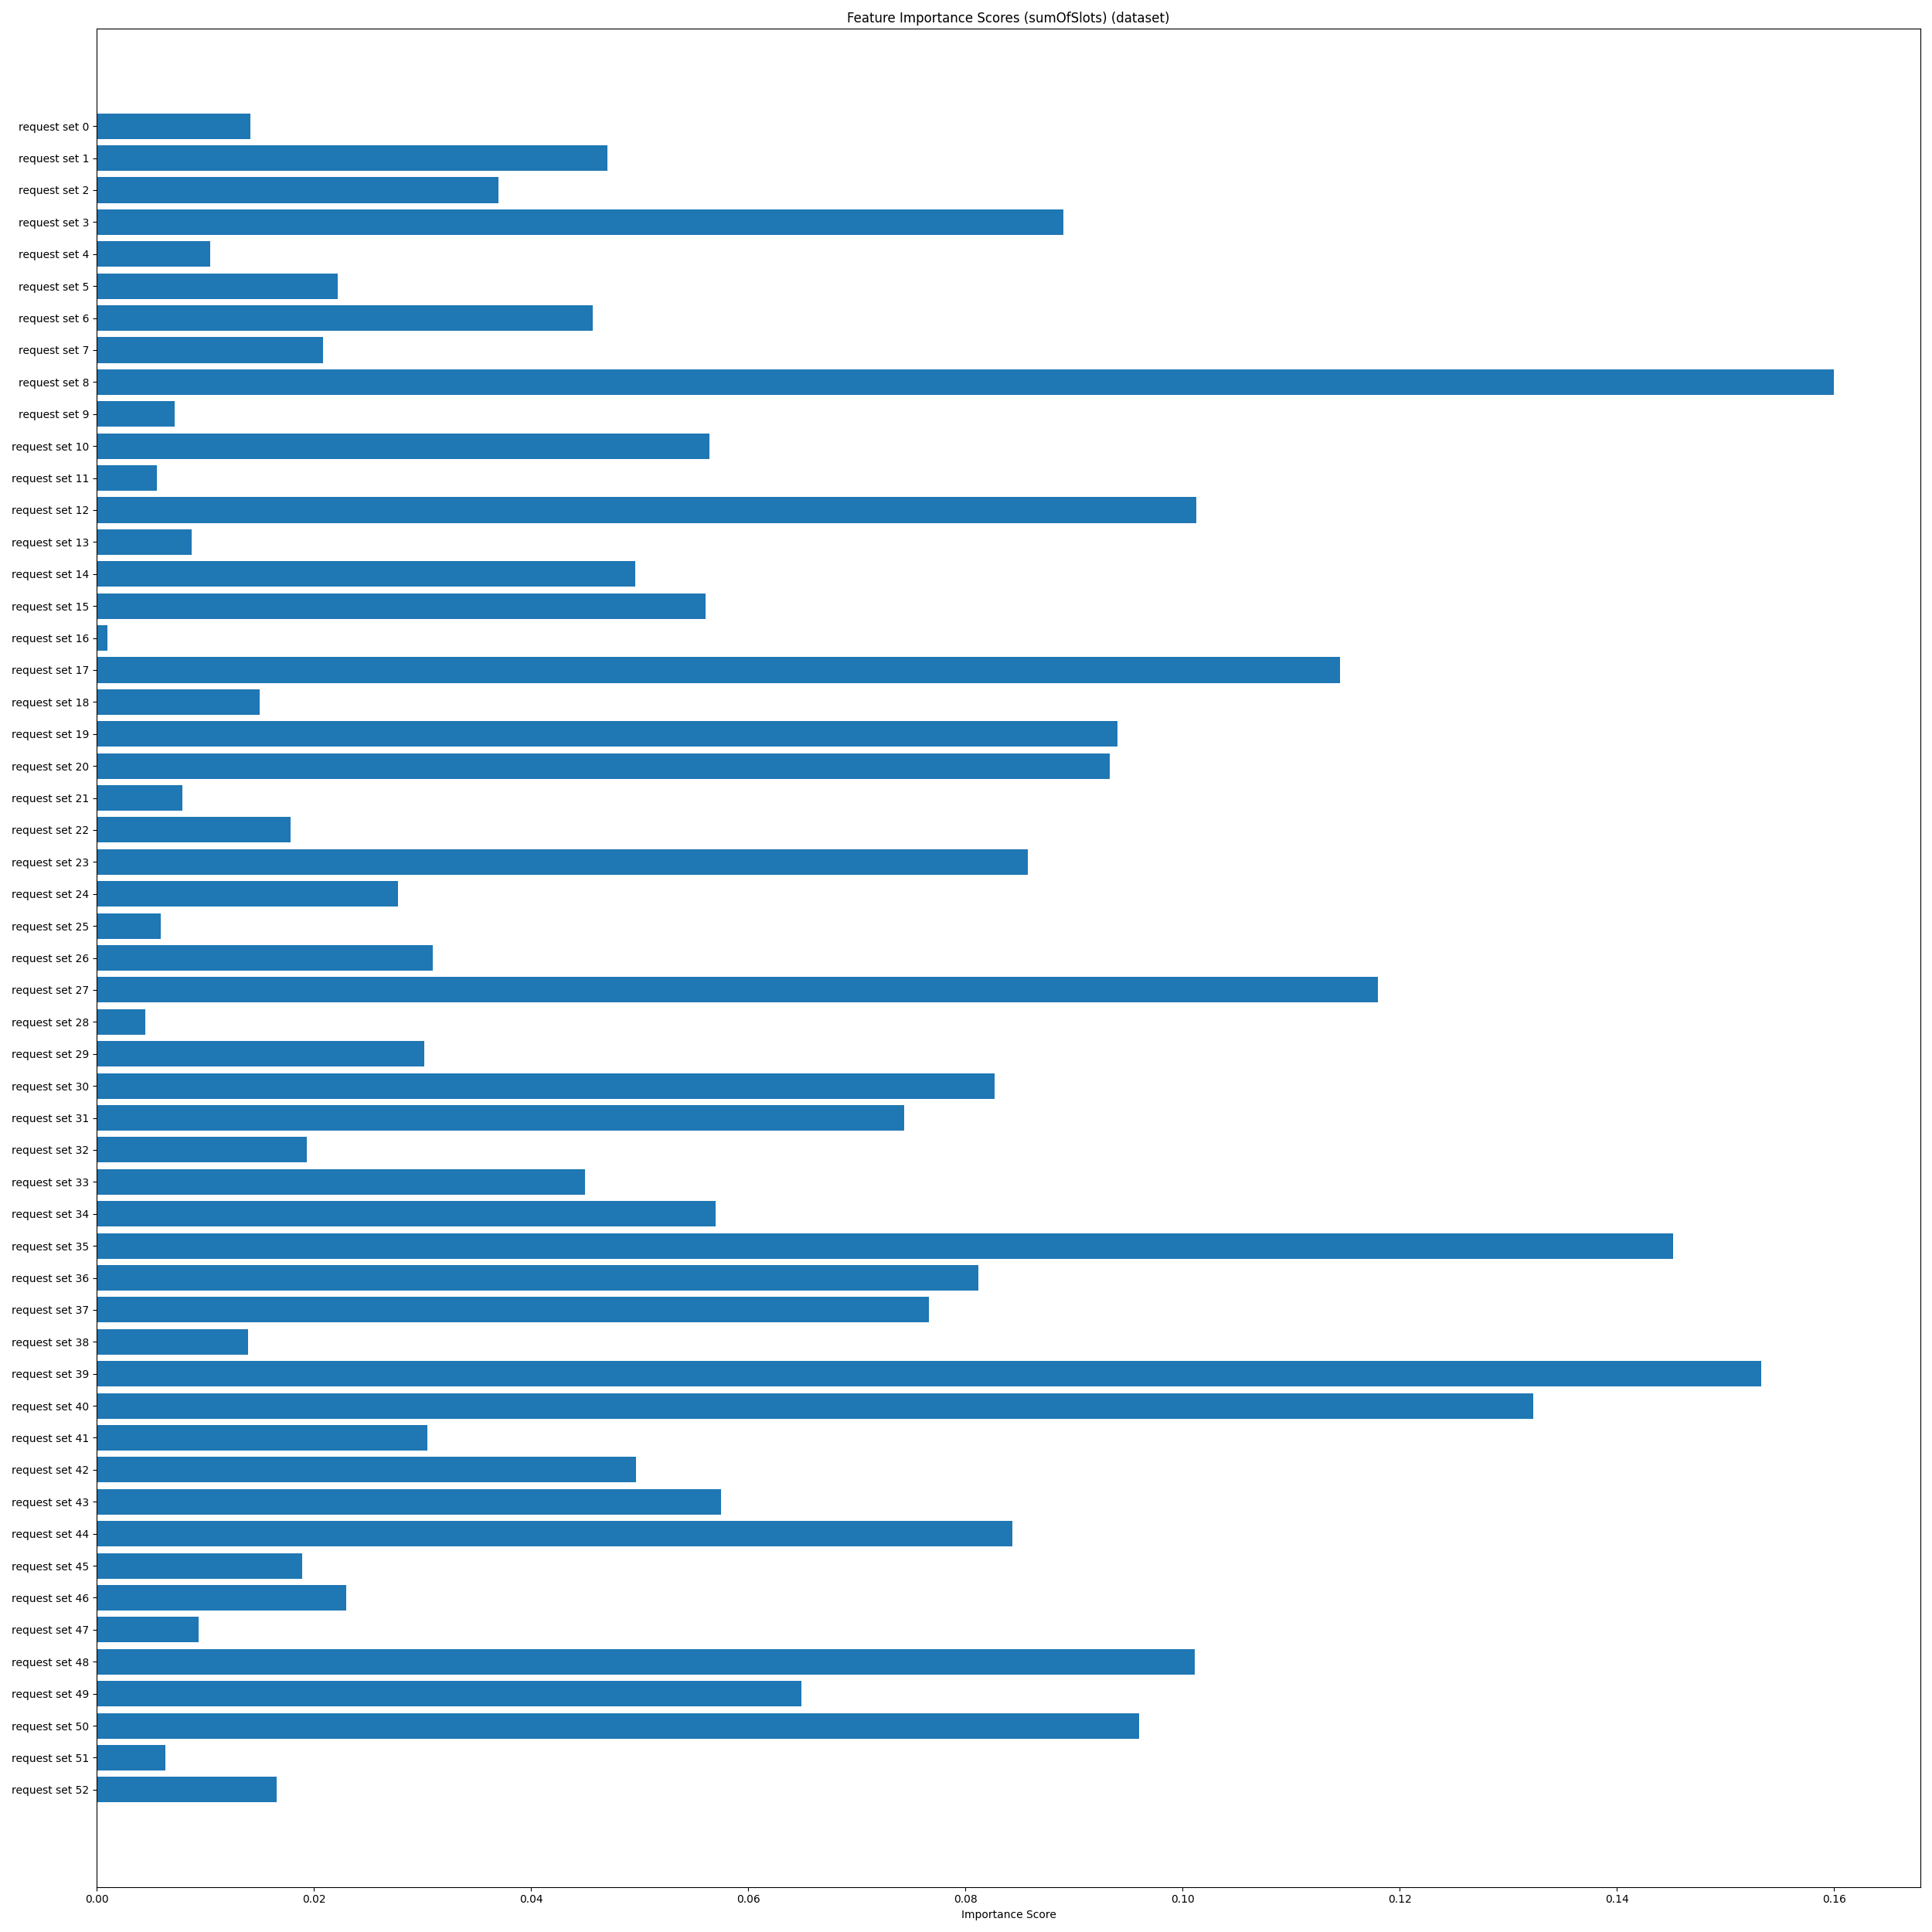 Feature Importance Scores (sumOfSlots) (dataset)
request set 0
request set 1
request set 2
request set 3
request set 4
request set 5
request set 6
request set 7
request set 8
request set 9
request set 10
request set 11
request set 12
request set 13
request set 14
request set 15
request set 16
request set 17
request set 18
request set 19
request set 20
request set 21
request set 22
request set 23
request set 24
request set 25
request set 26
request set 27
request set 28
request set 29
request set 30
request set 31
request set 32
request set 33
request set 34
request set 35
request set 36
request set 37
request set 38
request set 39
request set 40
request set 41
request set 42
request set 43
request set 44
request set 45
request set 46
request set 47
request set 48
request set 49
request set 50
request set 51
request set 52
0.00 0.02 0.04 0.06 0.08 0.10 0.12 0.14 0.16
Importance Score